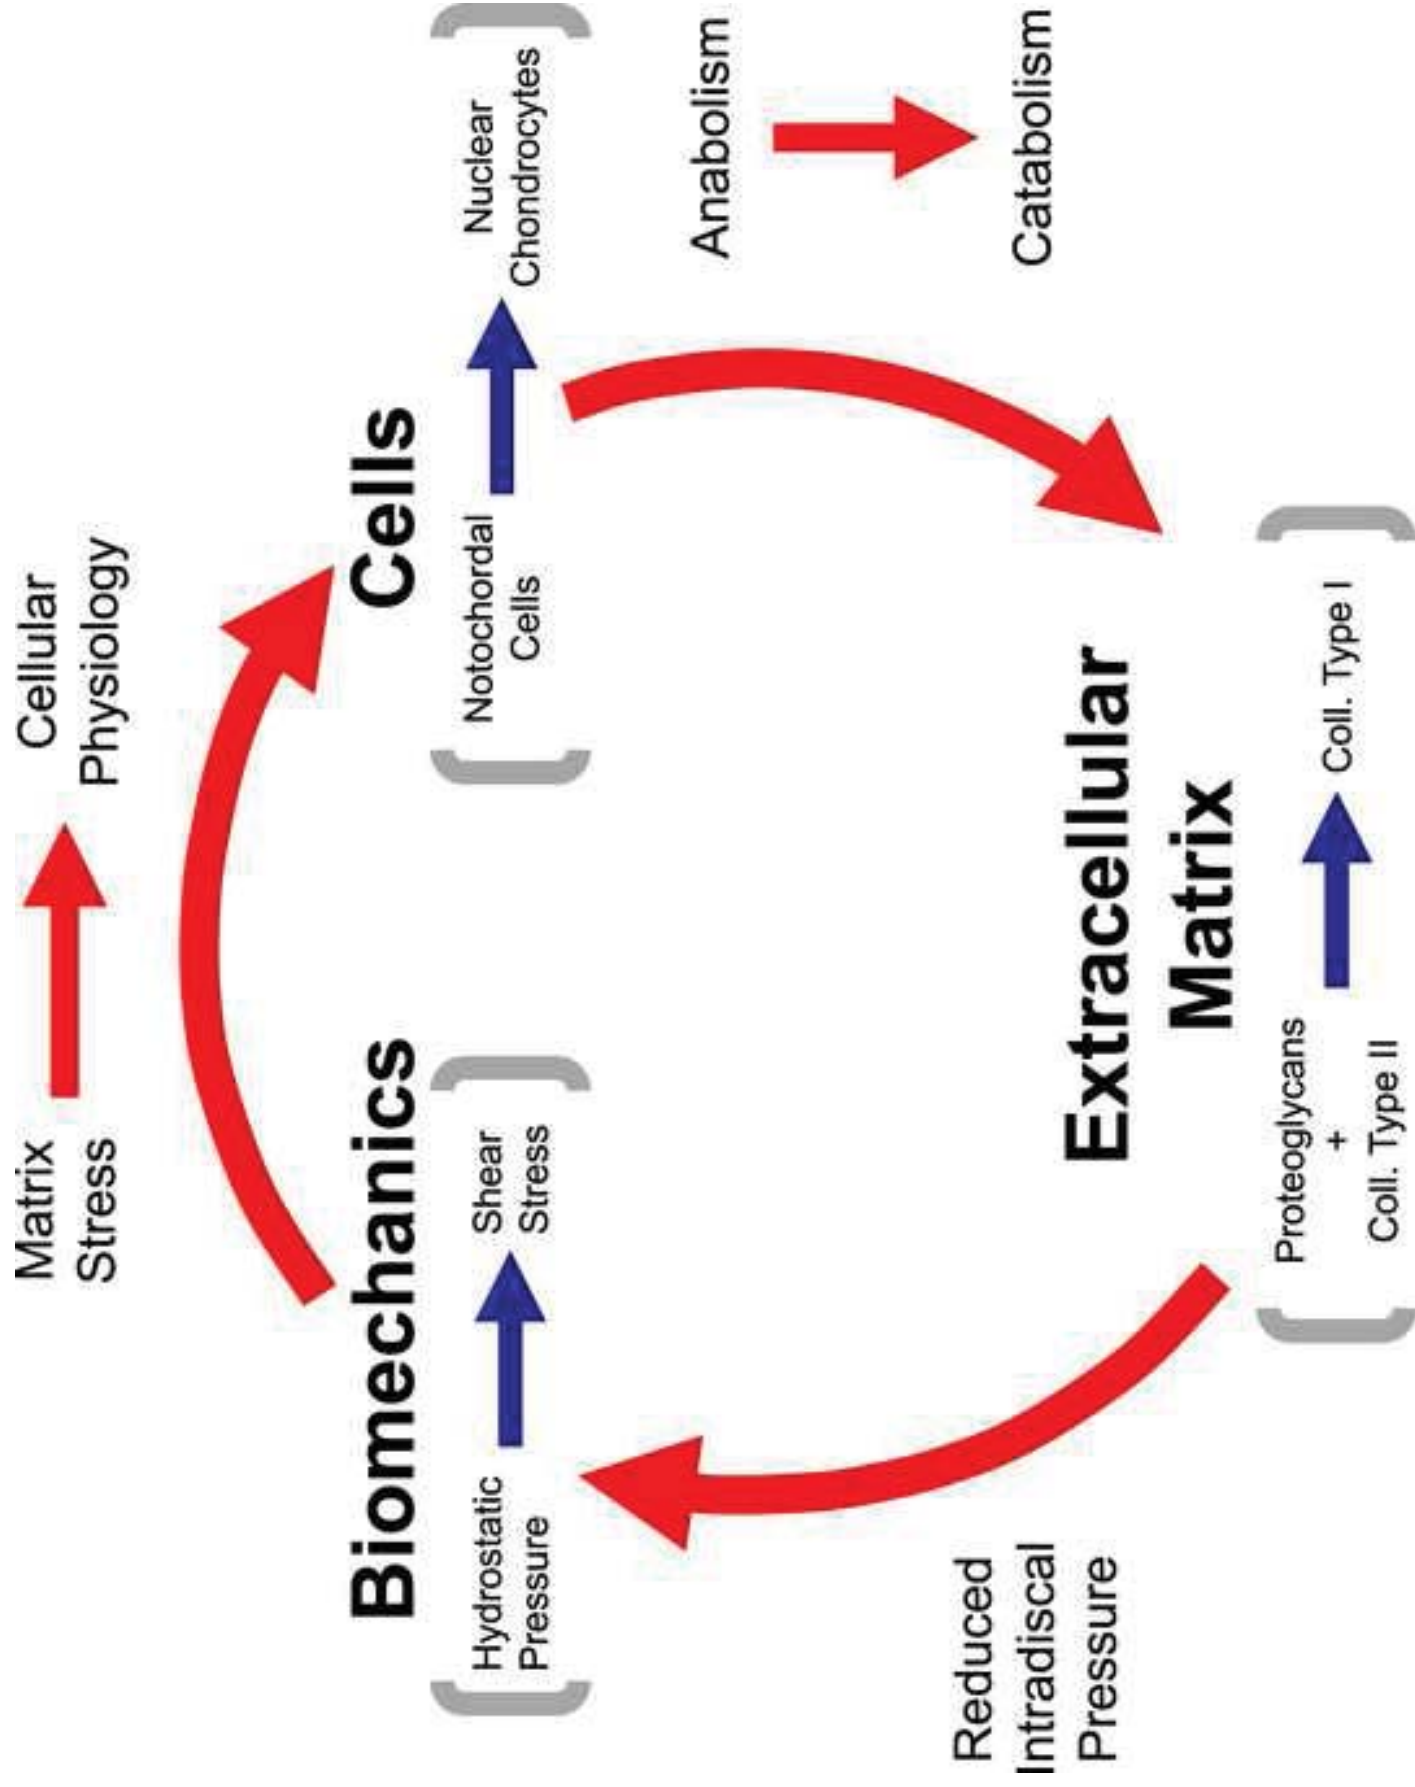 Matrix
Stress
Cellular
Physiology
Biomechanics
Hydrostatic
Pressure
Shear
Stress
Cells
Notochordal
Cells
Nuclear
Chondrocytes
Anabolism
Catabolism
Extracellular
Matrix
Proteoglycans
+
Coll. Type II
Coll. Type I
Reduced
Intradiscal
Pressure